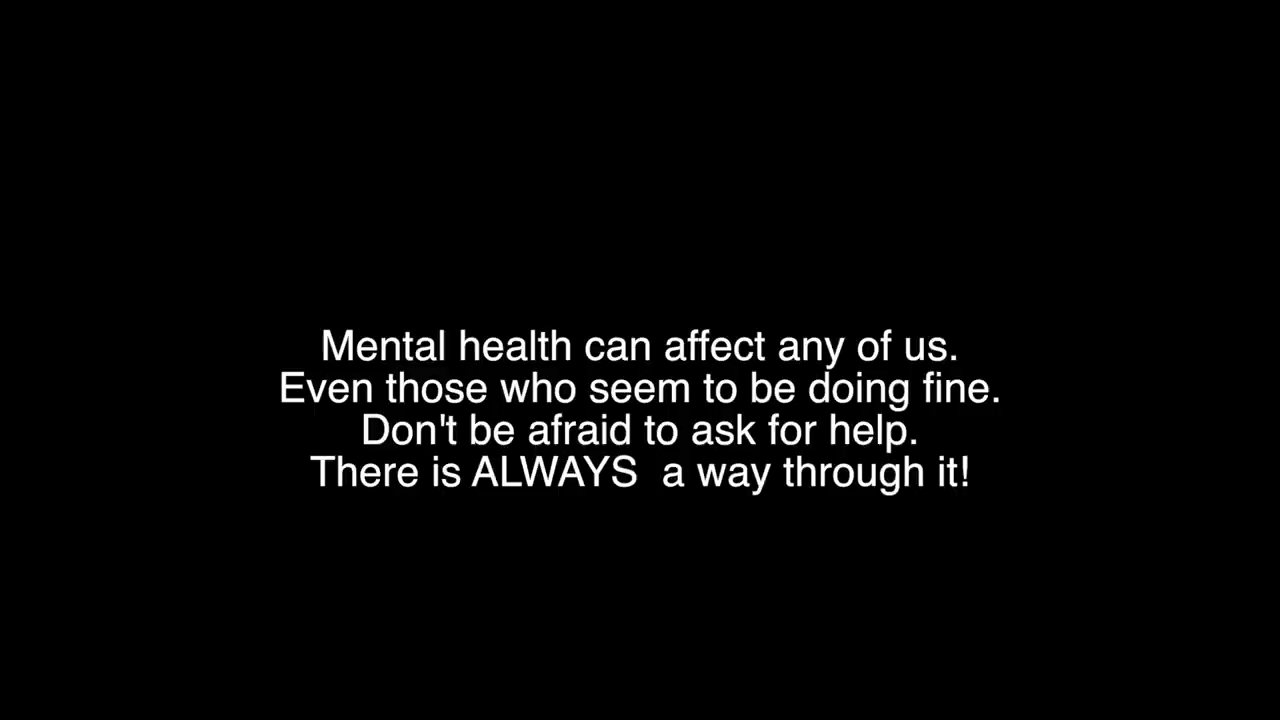 Mental health can affect any of us.
Even those who seem to be doing fine.
Don't be afraid to ask for help.
There is ALWAYS  a way through it!